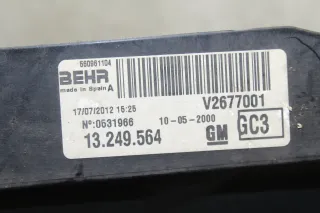 660961104
BEHR
made in Spain A
17/07/2012 16:25 V2677001
Nº:0631966 10-05-2000
13.249.564 GM GC3